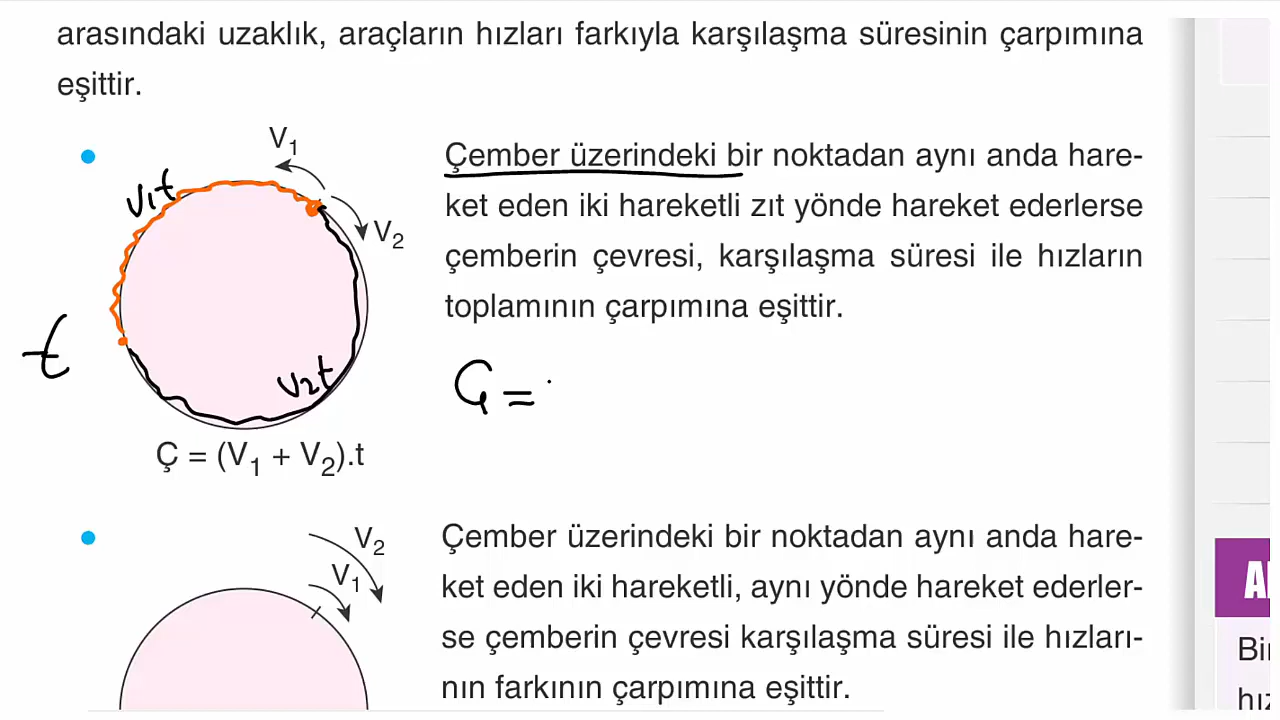 arasındaki uzaklık, araçların hızları farkıyla karşılaşma süresinin çarpımına
eşittir.
V1
V2
V1t
V2t
t
Ç = (V1 + V2).t
Çember üzerindeki bir noktadan aynı anda hare-
ket eden iki hareketli zıt yönde hareket ederlerse
çemberin çevresi, karşılaşma süresi ile hızların
toplamının çarpımına eşittir.
Ç =
V2
V1
Çember üzerindeki bir noktadan aynı anda hare-
ket eden iki hareketli, aynı yönde hareket ederler-
se çemberin çevresi karşılaşma süresi ile hızları-
nın farkının çarpımına eşittir.